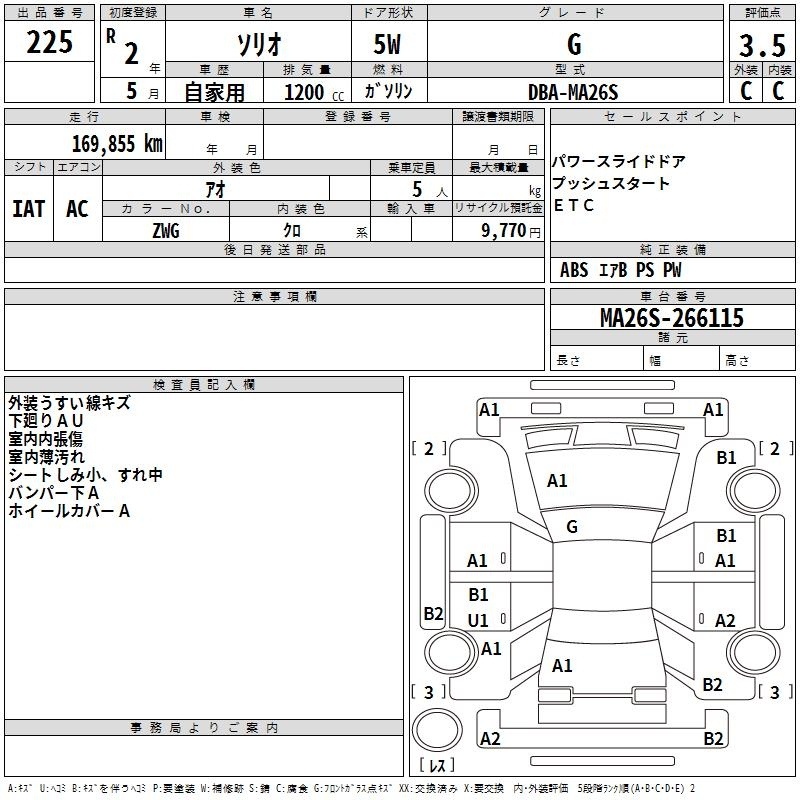 出品番号 初度登録 車名 ドア形状 グレード 評価点
225 R 2年 ソリオ 5W G 3.5
車歴 排気量 燃料 型式 外装 内装
5月 自家用 1200 CC ガソリン DBA-MA26S C C
走行 車検 登録番号 譲渡書類期限 セールスポイント
169,855 km 年 月 月 日
シフト エアコン 外装色 乗車定員 最大積載量
パワースライドドア
プッシュスタート
ETC
IAT AC アオ 5人 kg
カラーNo. 内装色 輸入車 リサイクル預託金
ZWG クロ 系 9,770円
後日発送部品 純正装備
ABS エアB PS PW
注意事項欄 車台番号
MA26S-266115
諸元
長さ 幅 高さ
検査員記入欄
外装うすい線キズ
下廻りAU
室内内張傷
室内薄汚れ
シートしみ小、すれ中
バンパー下A
ホイールカバーA
事務局よりご案内
A1 A1
[2] [2]
B1
A1
G
B1
A1 A1
B1
B2 U1 A2
A1
A1
B2
[3] [3]
A2 B2
[レス]
A:キズ U:ヘコミ B:キズを伴うヘコミ P:要塗装 W:補修跡 S:錆 C:腐食 G:フロントガラス点キズ XX:交換済み X:要交換 内・外装評価 5段階ランク順(A・B・C・D・E) 2